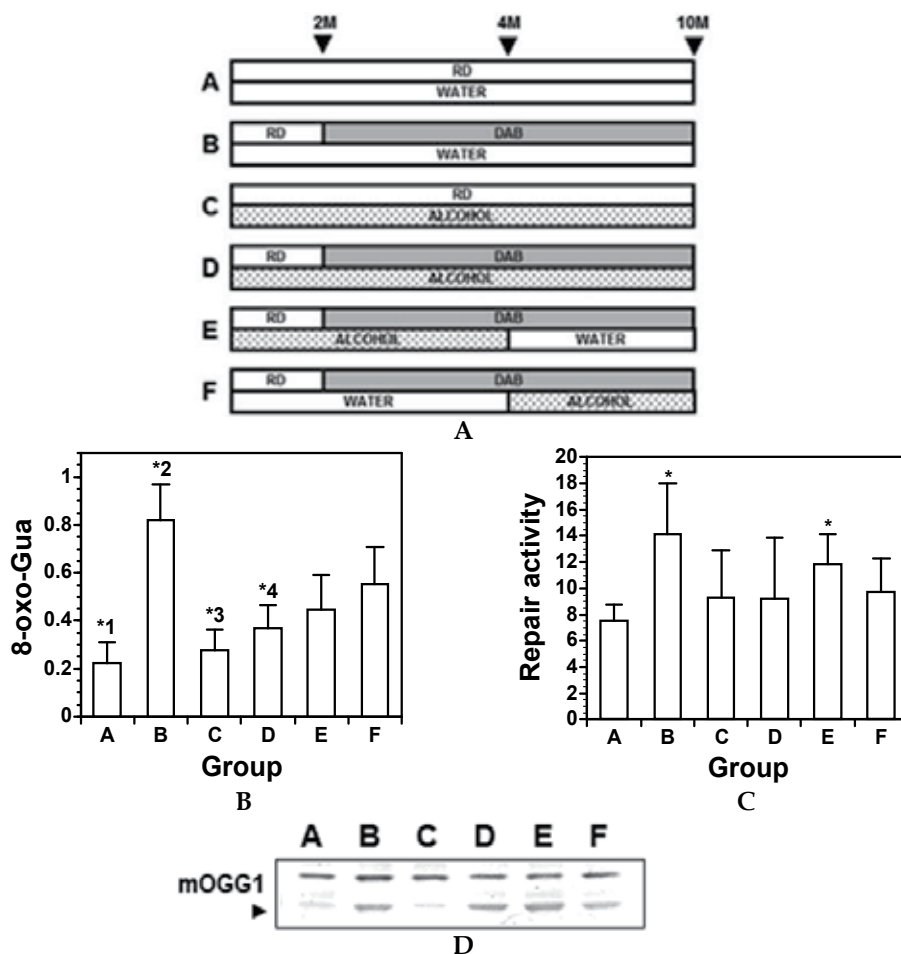 2M 4M 10M
A RD
WATER
B RD DAB
WATER
C RD
ALCOHOL
D RD DAB
ALCOHOL
E RD DAB
ALCOHOL WATER
F RD DAB
WATER ALCOHOL
A
8-oxo-Gua
1
0.8
0.6
0.4
0.2
0
*1 *2 *3 *4
A B C D E F
Group
B
Repair activity
20
18
16
14
12
10
8
6
4
2
0
* *
A B C D E F
Group
C
A B C D E F
mOGG1
D